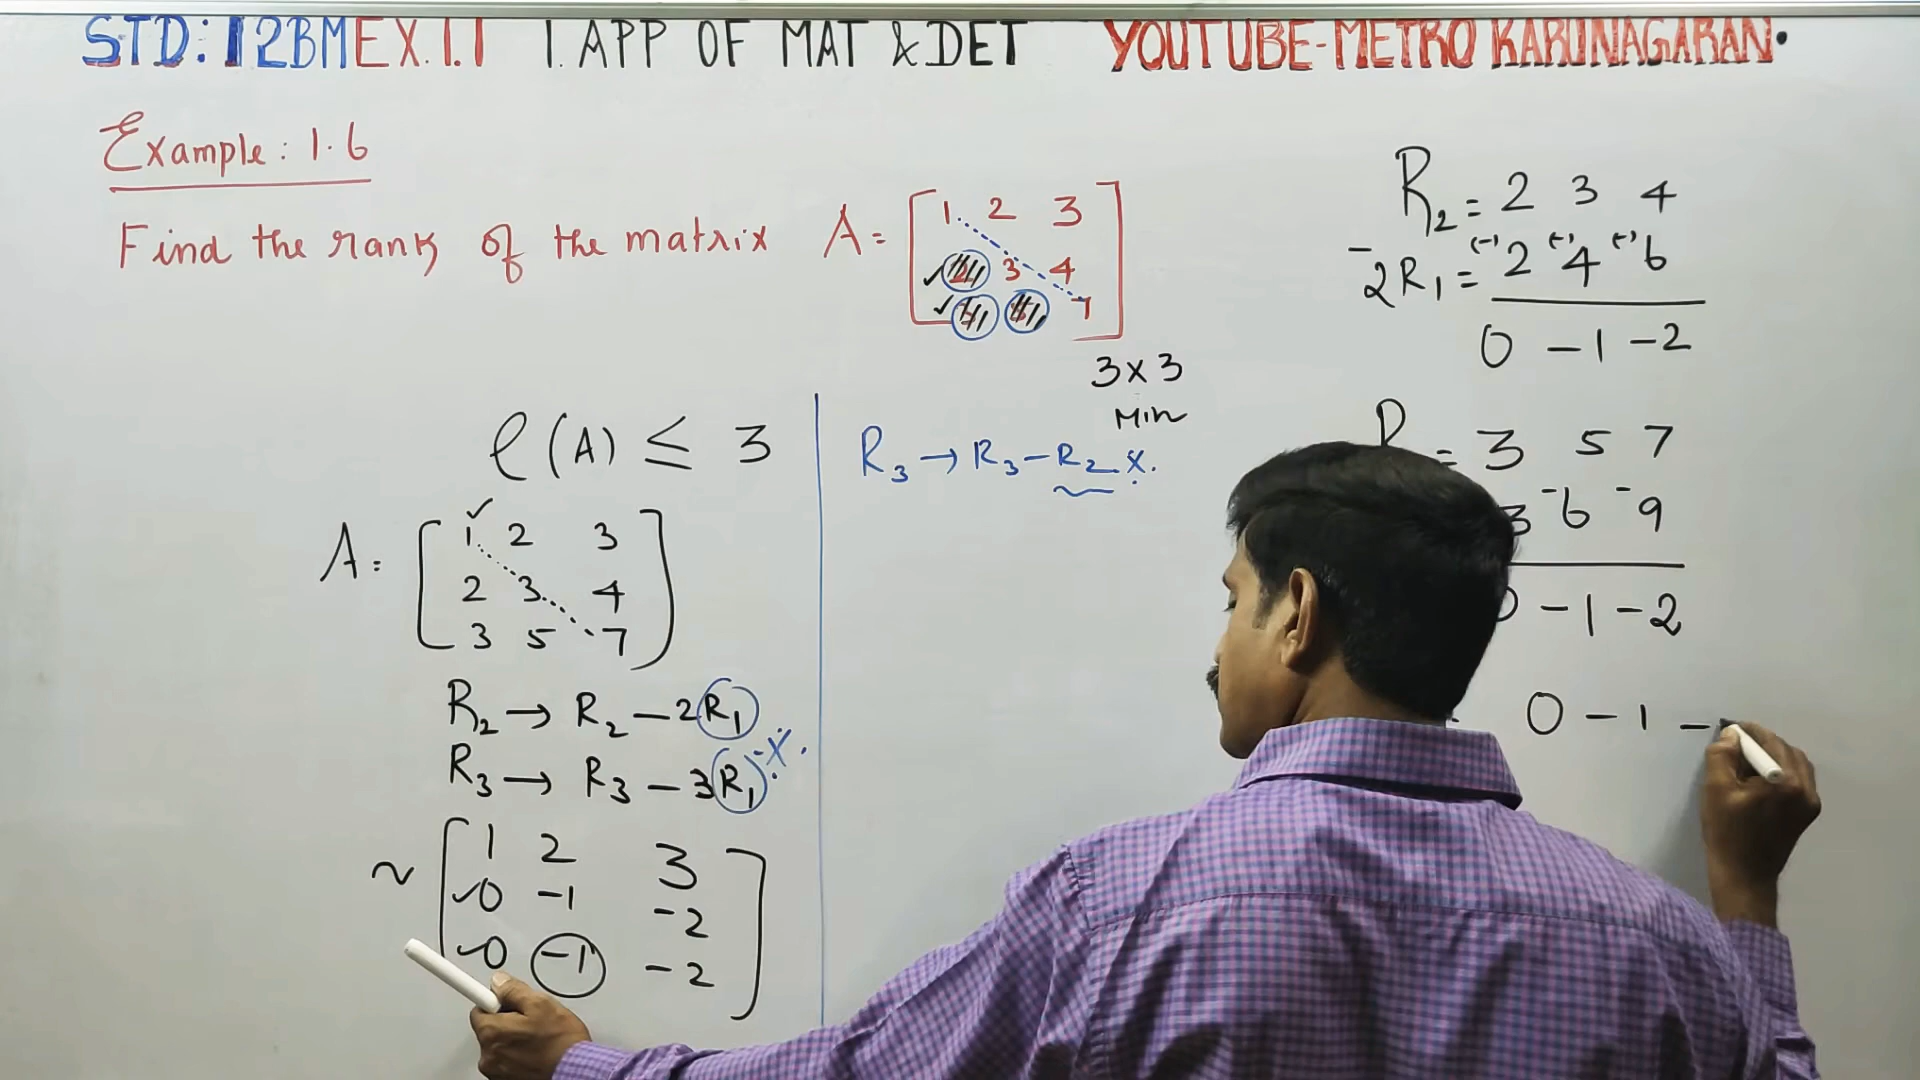 STD: 12BM EX.1.1 1. APP OF MAT & DET YOUTUBE-METRO KARUNAGARAN.
Example: 1.6
Find the rank of the matrix A = [1 2 3
3 4
7]
3x3
Min
ρ(A) ≤ 3
A = [1 2 3
2 3 4
3 5 7]
R2 → R2 – 2R1
R3 → R3 – 3R1
~ [1 2 3
0 -1 -2
0 -1 -2]
R3 → R3 – R2
R2 = 2 3 4
-2R1 = (-)2 (-)4 (-)6
0 -1 -2
= 3 5 7
3 -6 -9
-1 -2
0 -1 -